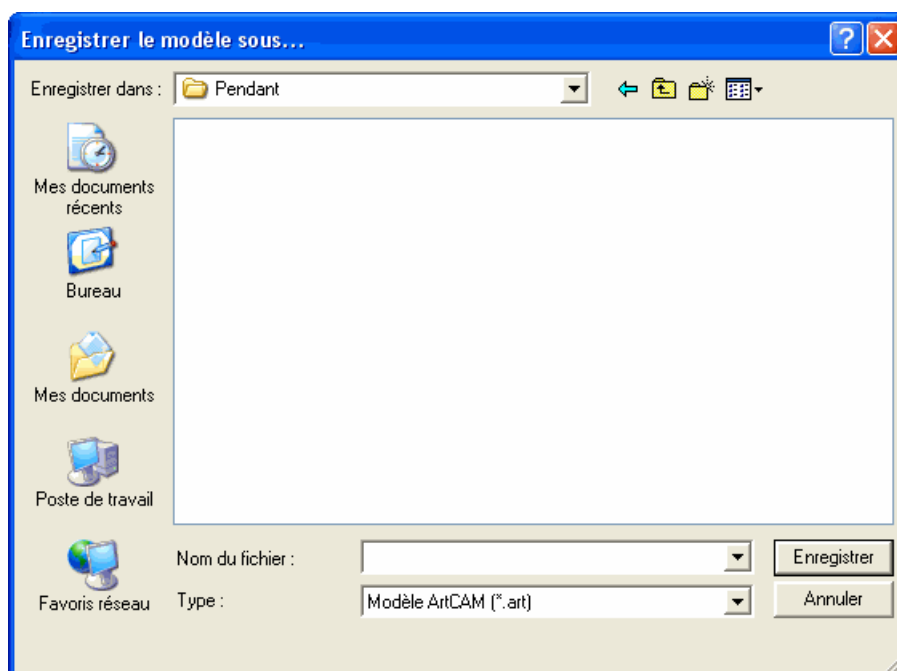 Enregistrer le modèle sous...
Enregistrer dans :
Pendant
Mes documents
récents
Bureau
Mes documents
Poste de travail
Favoris réseau
Nom du fichier :
Enregistrer
Type :
Modèle ArtCAM (*.art)
Annuler